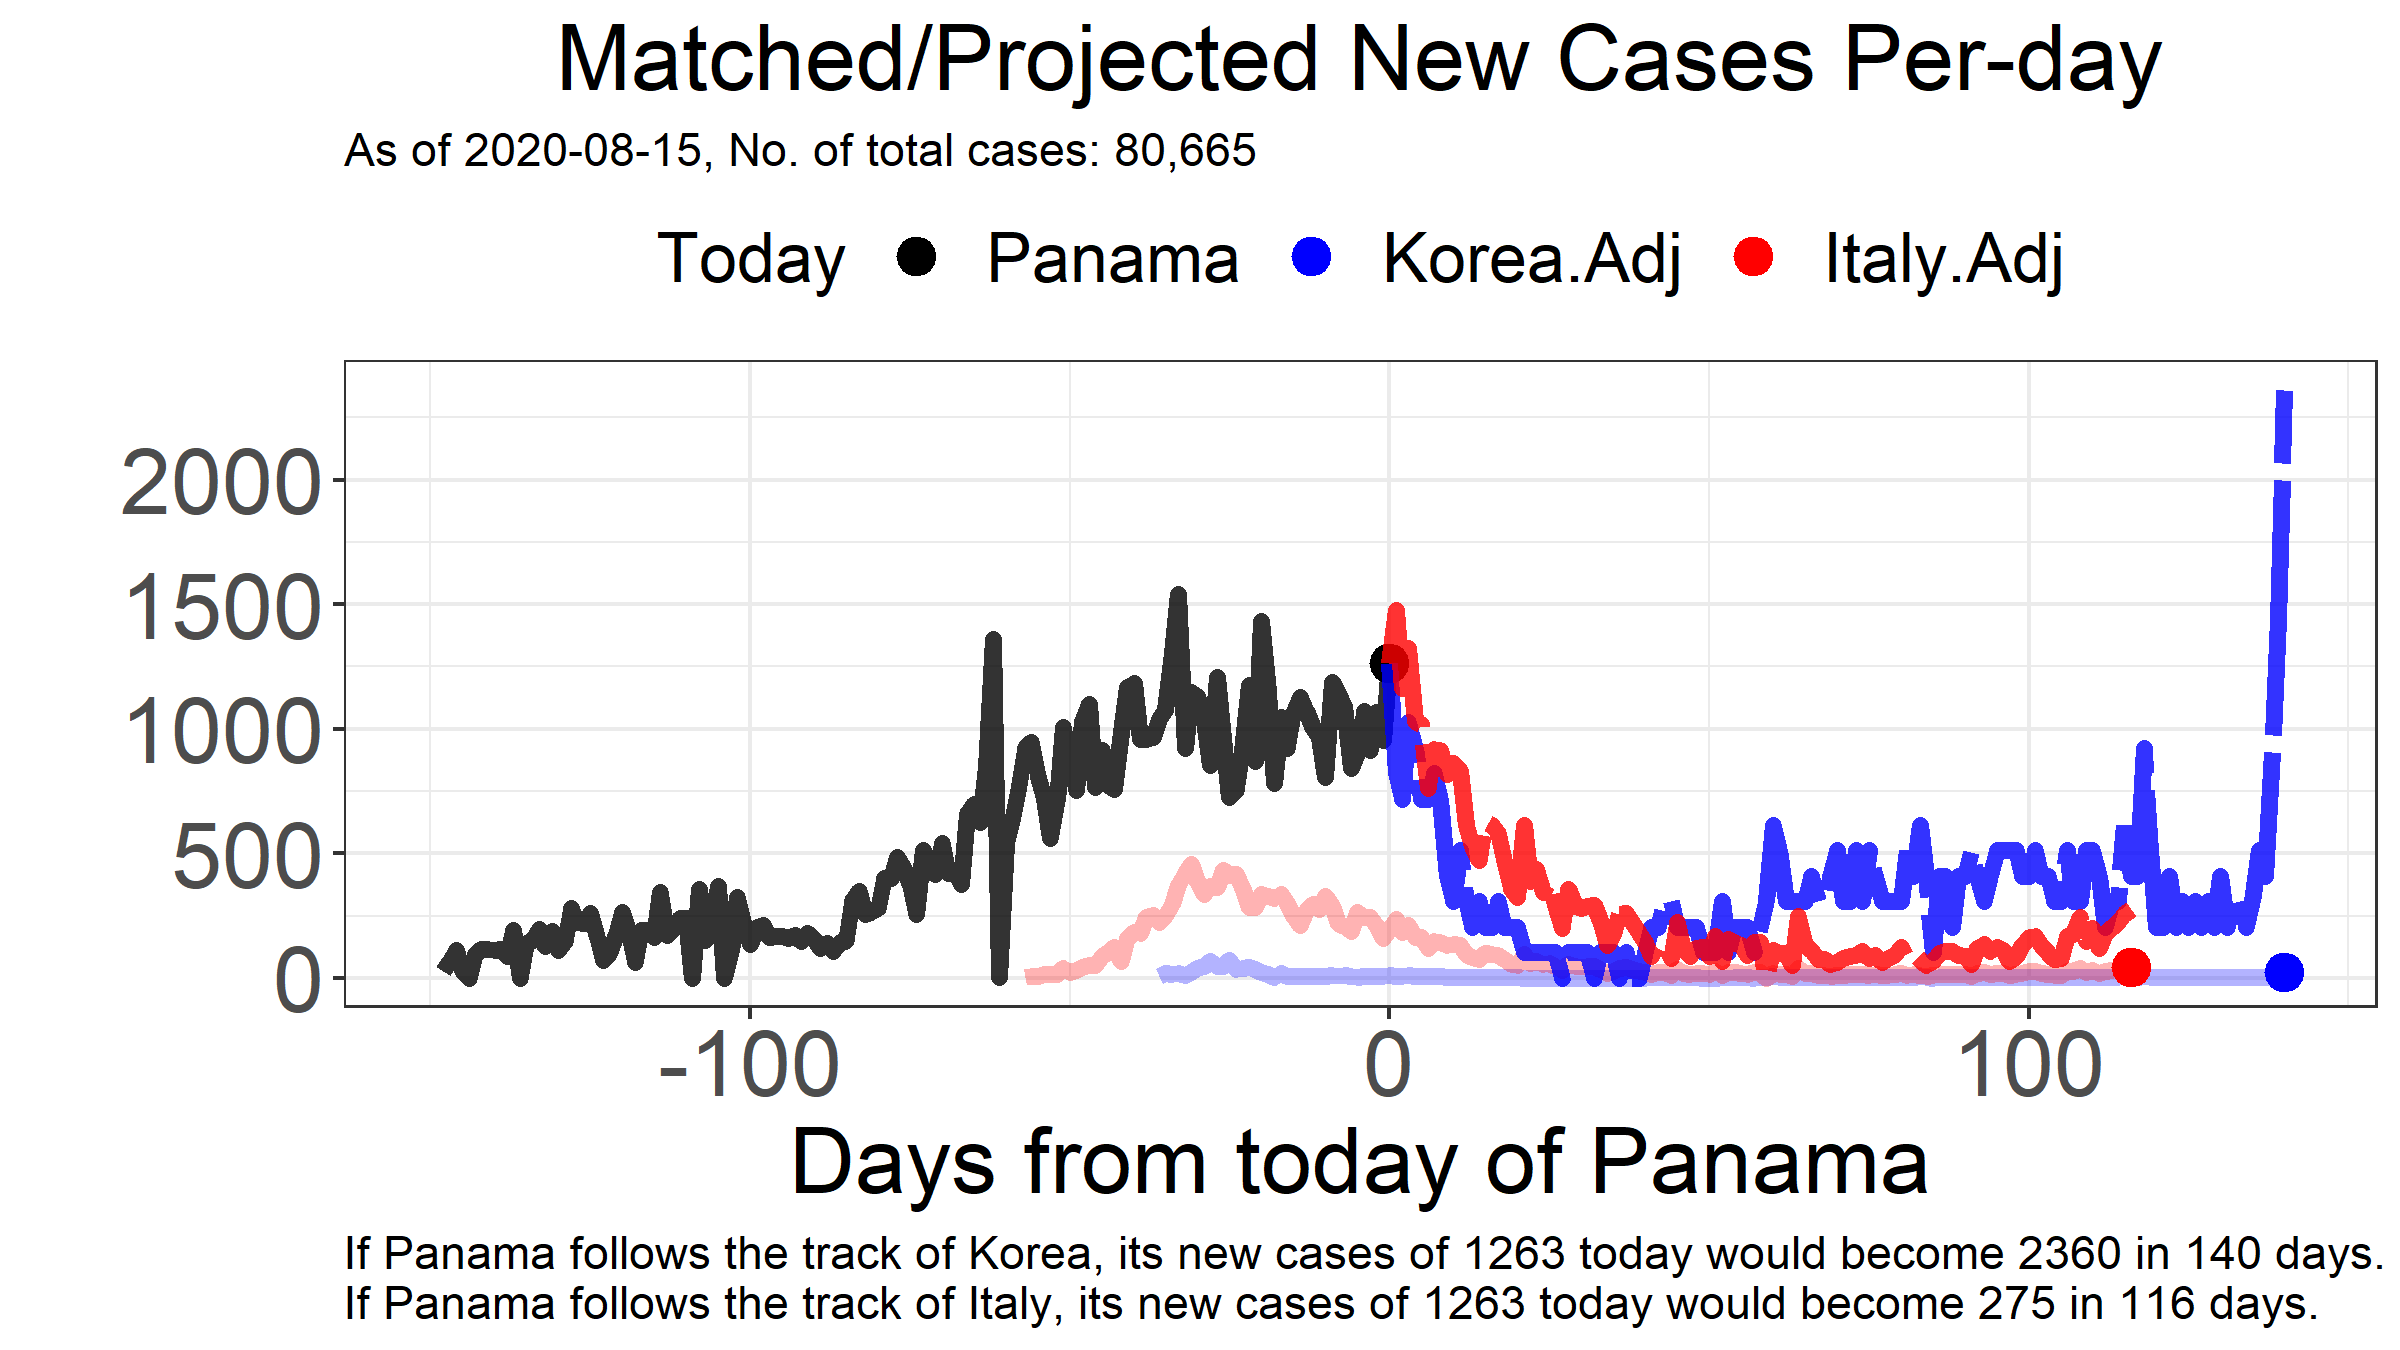 Matched/Projected New Cases Per-day
As of 2020-08-15, No. of total cases: 80,665
Today Panama Korea.Adj Italy.Adj
2000
1500
1000
500
0
-100 0 100
Days from today of Panama
If Panama follows the track of Korea, its new cases of 1263 today would become 2360 in 140 days.
If Panama follows the track of Italy, its new cases of 1263 today would become 275 in 116 days.